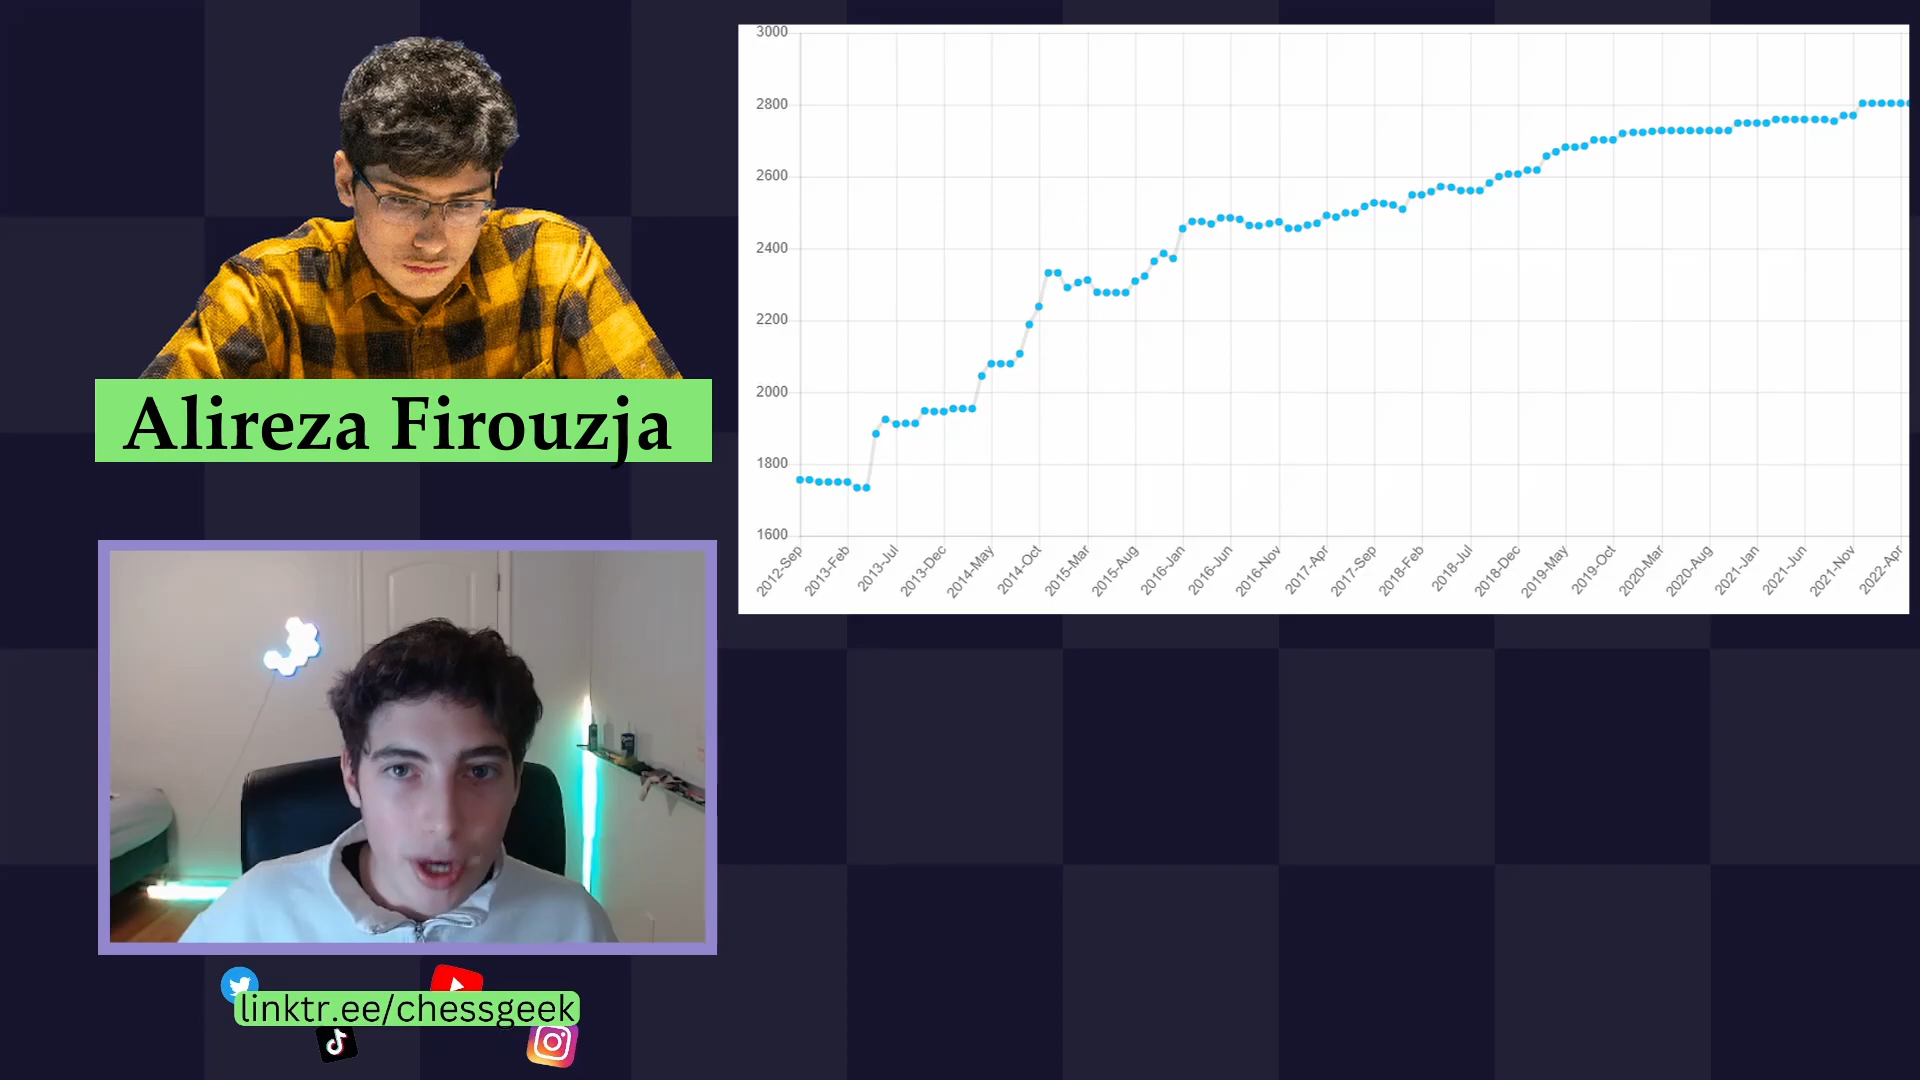 Alireza Firouzja
linktr.ee/chessgeek
3000
2800
2600
2400
2200
2000
1800
1600
2012-Sep
2013-Feb
2013-Jul
2013-Dec
2014-May
2014-Oct
2015-Mar
2015-Aug
2016-Jan
2016-Jun
2016-Nov
2017-Apr
2017-Sep
2018-Feb
2018-Jul
2018-Dec
2019-May
2019-Oct
2020-Mar
2020-Aug
2021-Jan
2021-Jun
2021-Nov
2022-Apr